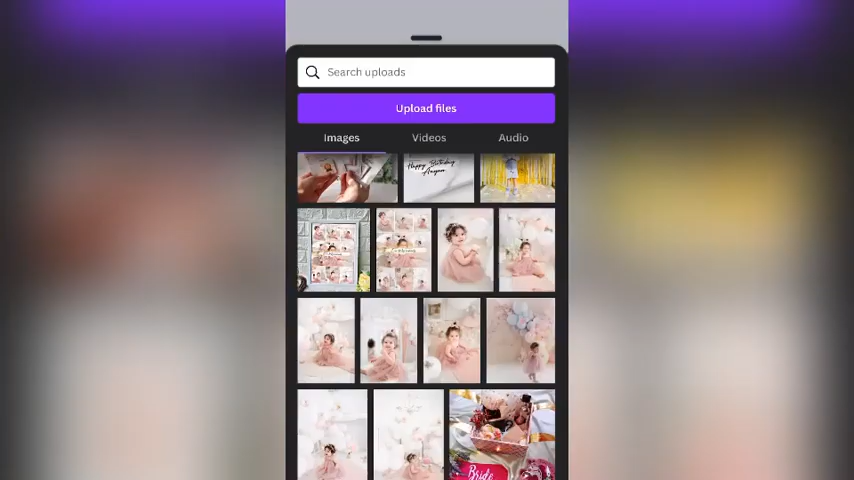 Search uploads
Upload files
Images
Videos
Audio
Happy Birthday
Bride